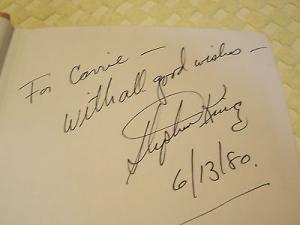 For Carrie -
With all good wishes -
Stephen King
6/13/80.